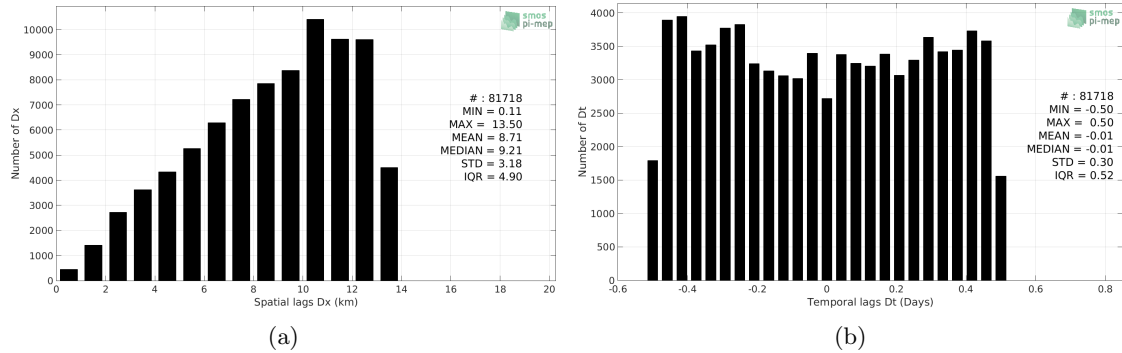 smos
pi-mep
10000
9000
8000
7000
6000
5000
4000
3000
2000
1000
0
Number of Dx
# : 81718
MIN = 0.11
MAX = 13.50
MEAN = 8.71
MEDIAN = 9.21
STD = 3.18
IQR = 4.90
0 2 4 6 8 10 12 14 16 18 20
Spatial lags Dx (km)
(a)
smos
pi-mep
4000
3500
3000
2500
2000
1500
1000
500
0
Number of Dt
# : 81718
MIN = -0.50
MAX = 0.50
MEAN = -0.01
MEDIAN = -0.01
STD = 0.30
IQR = 0.52
-0.6 -0.4 -0.2 0 0.2 0.4 0.6 0.8
Temporal lags Dt (Days)
(b)